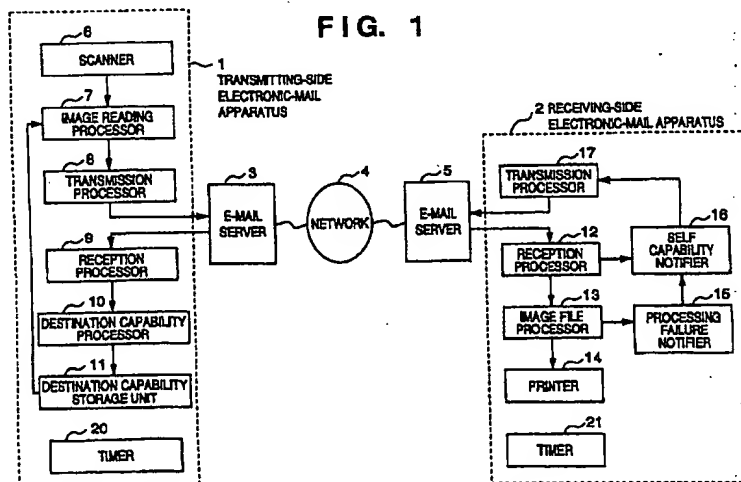 FIG. 1
6
SCANNER
7
IMAGE READING
PROCESSOR
8
TRANSMISSION
PROCESSOR
9
RECEPTION
PROCESSOR
10
DESTINATION CAPABILITY
PROCESSOR
11
DESTINATION CAPABILITY
STORAGE UNIT
20
TIMER
1
TRANSMITTING-SIDE
ELECTRONIC-MAIL
APPARATUS
3
E-MAIL
SERVER
4
NETWORK
5
E-MAIL
SERVER
2 RECEIVING-SIDE
ELECTRONIC-MAIL APPARATUS
17
TRANSMISSION
PROCESSOR
16
SELF
CAPABILITY
NOTIFIER
12
RECEPTION
PROCESSOR
13
IMAGE FILE
PROCESSOR
15
PROCESSING
FAILURE
NOTIFIER
14
PRINTER
21
TIMER